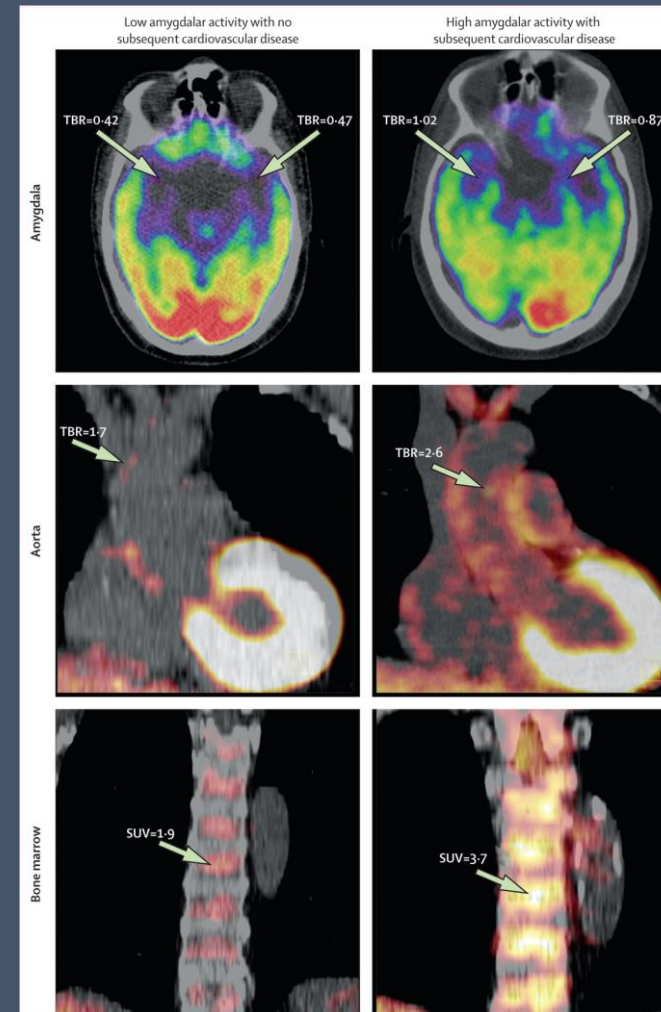 Low amygdalar activity with no
subsequent cardiovascular disease
High amygdalar activity with
subsequent cardiovascular disease
Amygdala
TBR=0·42
TBR=0·47
TBR=1·02
TBR=0·87
Aorta
TBR=1·7
TBR=2·6
Bone marrow
SUV=1·9
SUV=3·7